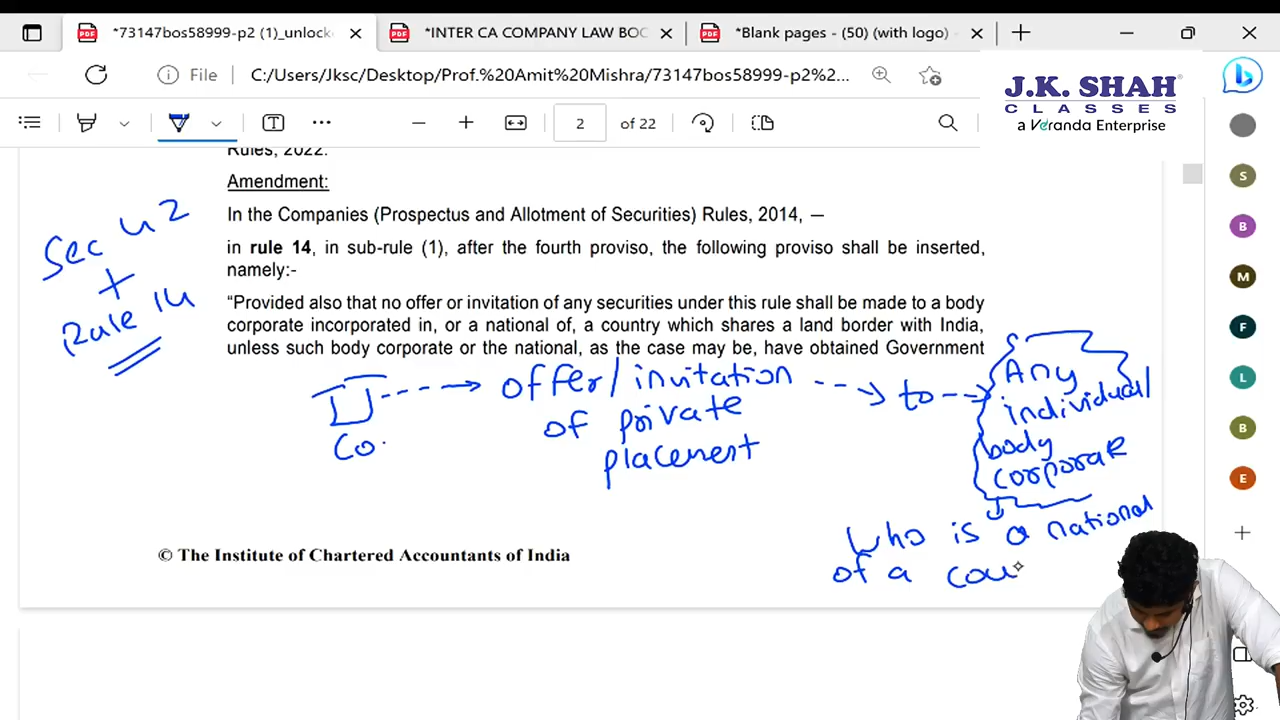 *73147bos58999-p2 (1)_unlock
*INTER CA COMPANY LAW BOC
*Blank pages - (50) (with logo)
File
C:/Users/Jksc/Desktop/Prof.%20Amit%20Mishra/73147bos58999-p2%2...
J.K. SHAH
CLASSES
a Veranda Enterprise
2
of 22
Rules, 2022.
Amendment:
In the Companies (Prospectus and Allotment of Securities) Rules, 2014, —
in rule 14, in sub-rule (1), after the fourth proviso, the following proviso shall be inserted,
namely:-
“Provided also that no offer or invitation of any securities under this rule shall be made to a body
corporate incorporated in, or a national of, a country which shares a land border with India,
unless such body corporate or the national, as the case may be, have obtained Government
Sec 42
+
Rule 14
Co.
offer/invitation
of private
placement
to
Any
individual/
body
corporate
who is a national
of a cou
© The Institute of Chartered Accountants of India
S
B
M
F
L
B
E